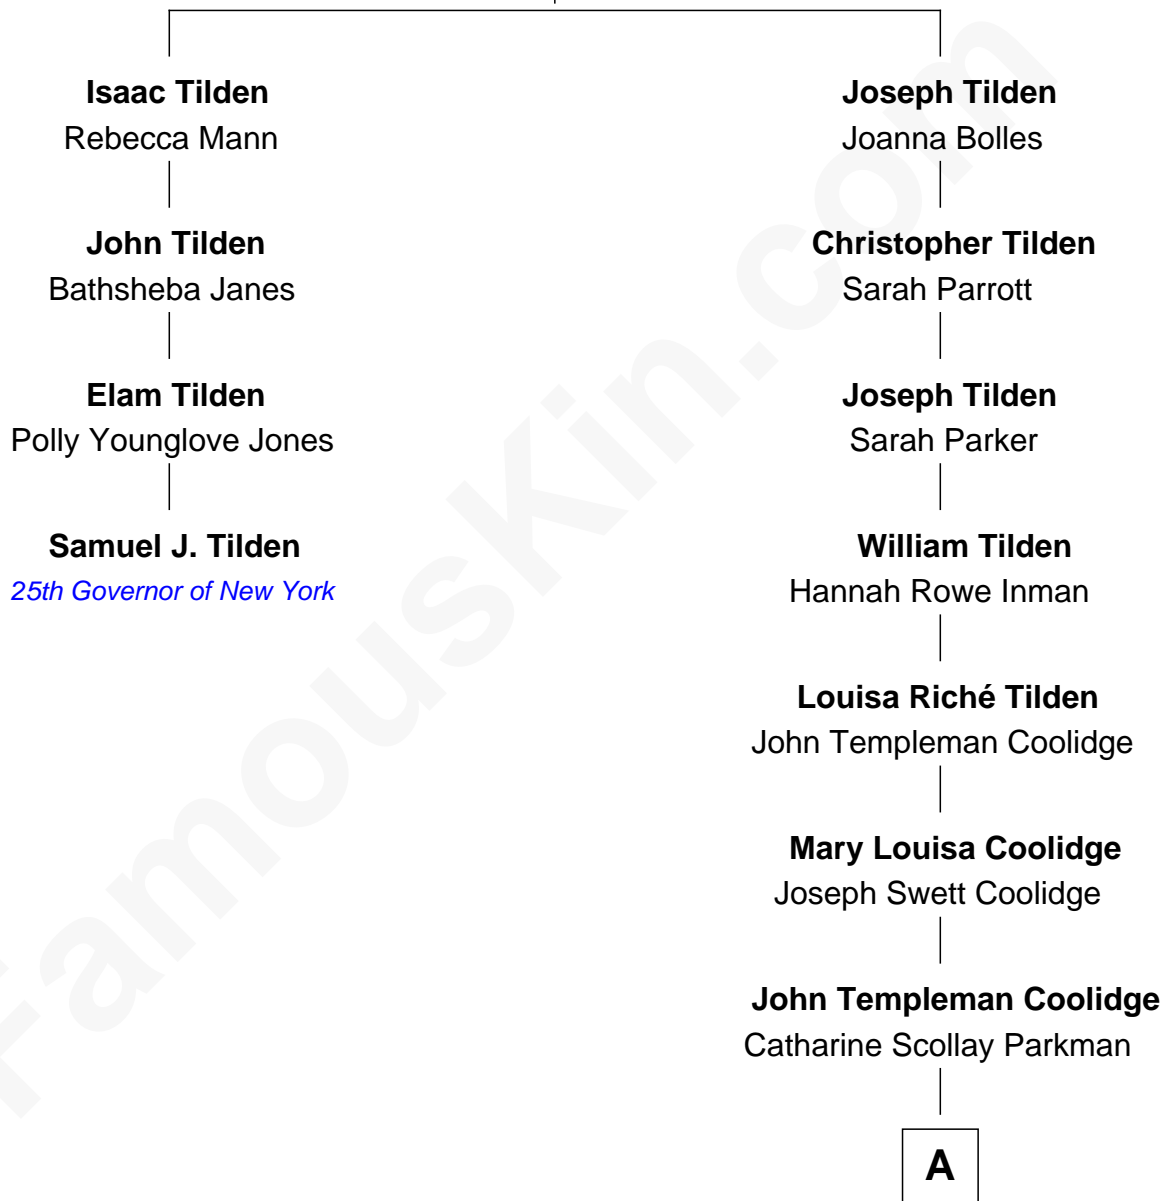 Isaac Tilden
Rebecca Mann
John Tilden
Bathsheba Janes
Elam Tilden
Polly Younglove Jones
Samuel J. Tilden
25th Governor of New York
Joseph Tilden
Joanna Bolles
Christopher Tilden
Sarah Parrott
Joseph Tilden
Sarah Parker
William Tilden
Hannah Rowe Inman
Louisa Riché Tilden
John Templeman Coolidge
Mary Louisa Coolidge
Joseph Swett Coolidge
John Templeman Coolidge
Catharine Scollay Parkman
A
FamousKin.com